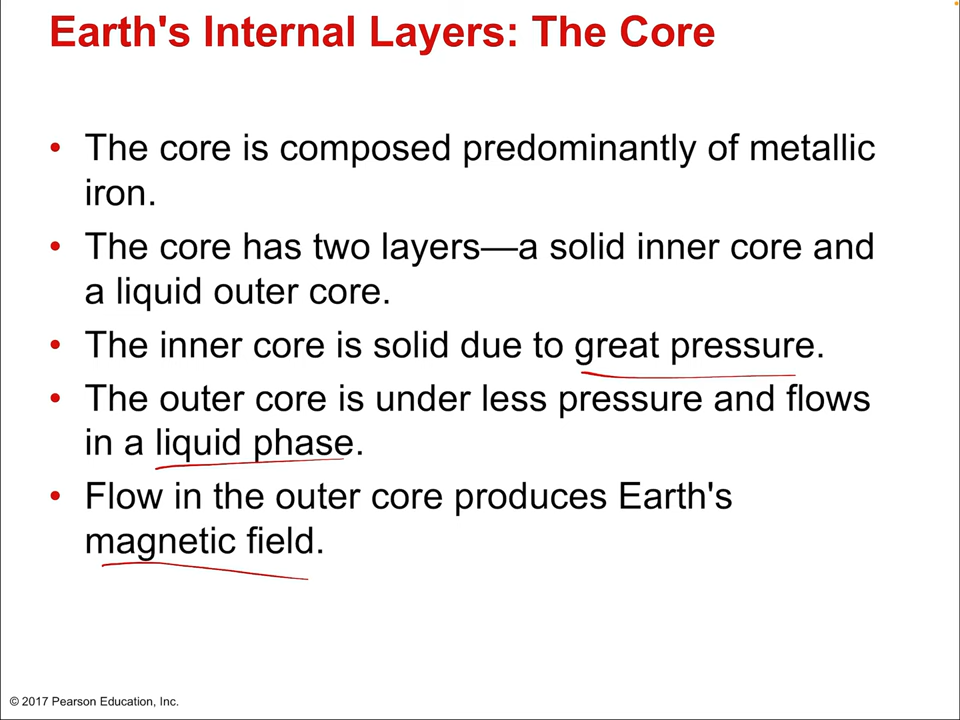 Earth's Internal Layers: The Core
• The core is composed predominantly of metallic
iron.
• The core has two layers—a solid inner core and
a liquid outer core.
• The inner core is solid due to great pressure.
• The outer core is under less pressure and flows
in a liquid phase.
• Flow in the outer core produces Earth's
magnetic field.
© 2017 Pearson Education, Inc.